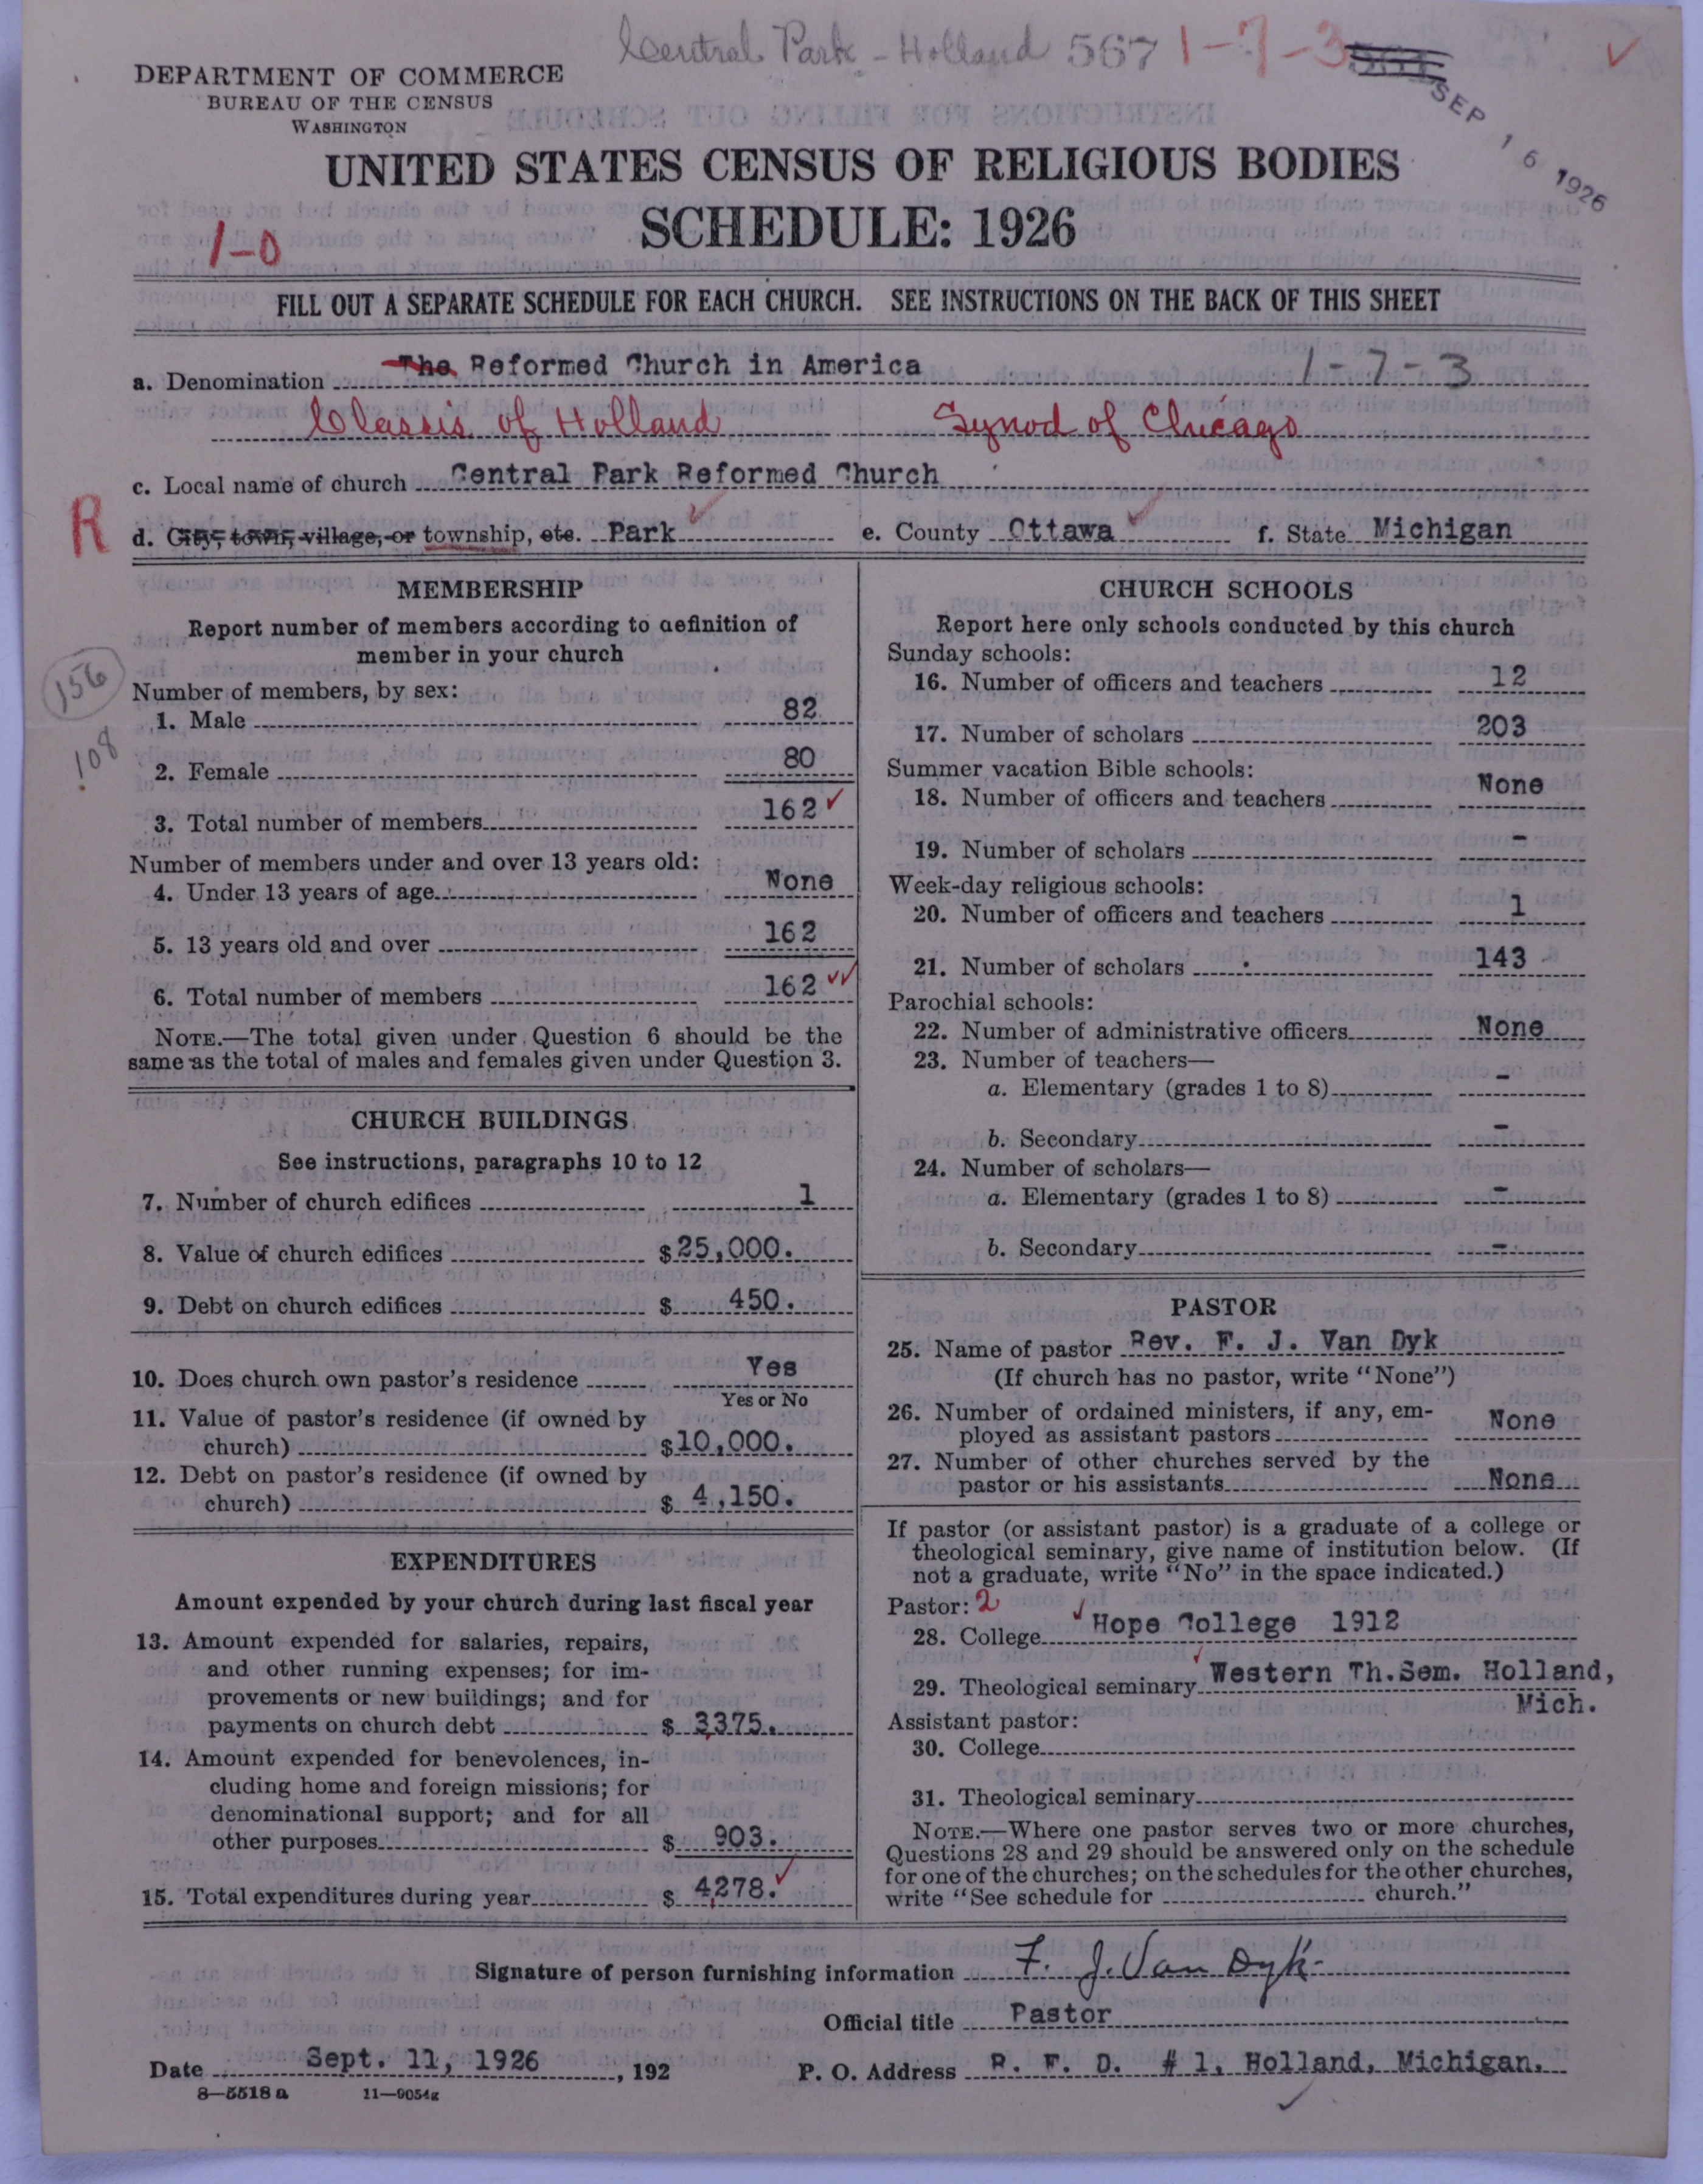 Central Park - Holland 567 1-7-3
SEP 16 1926
DEPARTMENT OF COMMERCE
BUREAU OF THE CENSUS
WASHINGTON
UNITED STATES CENSUS OF RELIGIOUS BODIES
SCHEDULE: 1926
1-0
FILL OUT A SEPARATE SCHEDULE FOR EACH CHURCH. SEE INSTRUCTIONS ON THE BACK OF THIS SHEET
a. Denomination The Reformed Church in America 1-7-3
Classis of Holland Synod of Chicago
c. Local name of church Central Park Reformed Church
R
d. City, town, village, or township, etc. Park e. County Ottawa f. State Michigan
MEMBERSHIP
Report number of members according to definition of
member in your church
156
108
Number of members, by sex:
1. Male 82
2. Female 80
3. Total number of members 162
Number of members under and over 13 years old:
4. Under 13 years of age None
5. 13 years old and over 162
6. Total number of members 162
NOTE.—The total given under Question 6 should be the
same as the total of males and females given under Question 3.
CHURCH BUILDINGS
See instructions, paragraphs 10 to 12
7. Number of church edifices 1
8. Value of church edifices $25,000.
9. Debt on church edifices $ 450.
10. Does church own pastor's residence Yes
Yes or No
11. Value of pastor's residence (if owned by
church) $10,000.
12. Debt on pastor's residence (if owned by
church) $ 4,150.
EXPENDITURES
Amount expended by your church during last fiscal year
13. Amount expended for salaries, repairs,
and other running expenses; for im-
provements or new buildings; and for
payments on church debt $ 3,375.
14. Amount expended for benevolences, in-
cluding home and foreign missions; for
denominational support; and for all
other purposes $ 903.
15. Total expenditures during year $ 4,278.
CHURCH SCHOOLS
Report here only schools conducted by this church
Sunday schools:
16. Number of officers and teachers 12
17. Number of scholars 203
Summer vacation Bible schools:
18. Number of officers and teachers None
19. Number of scholars -
Week-day religious schools:
20. Number of officers and teachers 1
21. Number of scholars 143
Parochial schools:
22. Number of administrative officers None
23. Number of teachers—
a. Elementary (grades 1 to 8) -
b. Secondary -
24. Number of scholars—
a. Elementary (grades 1 to 8) -
b. Secondary -
PASTOR
25. Name of pastor Rev. F. J. Van Dyk
(If church has no pastor, write "None")
26. Number of ordained ministers, if any, em-
ployed as assistant pastors None
27. Number of other churches served by the
pastor or his assistants None
If pastor (or assistant pastor) is a graduate of a college or
theological seminary, give name of institution below. (If
not a graduate, write "No" in the space indicated.)
Pastor: 2
28. College Hope College 1912
29. Theological seminary Western Th.Sem. Holland,
Mich.
Assistant pastor:
30. College
31. Theological seminary
NOTE.—Where one pastor serves two or more churches,
Questions 28 and 29 should be answered only on the schedule
for one of the churches; on the schedules for the other churches,
write "See schedule for church."
Signature of person furnishing information F. J. Van Dyk
Official title Pastor
Date Sept. 11, 1926, 192 P. O. Address R. F. D. # 1, Holland, Michigan.
8—5518 a 11—9054g